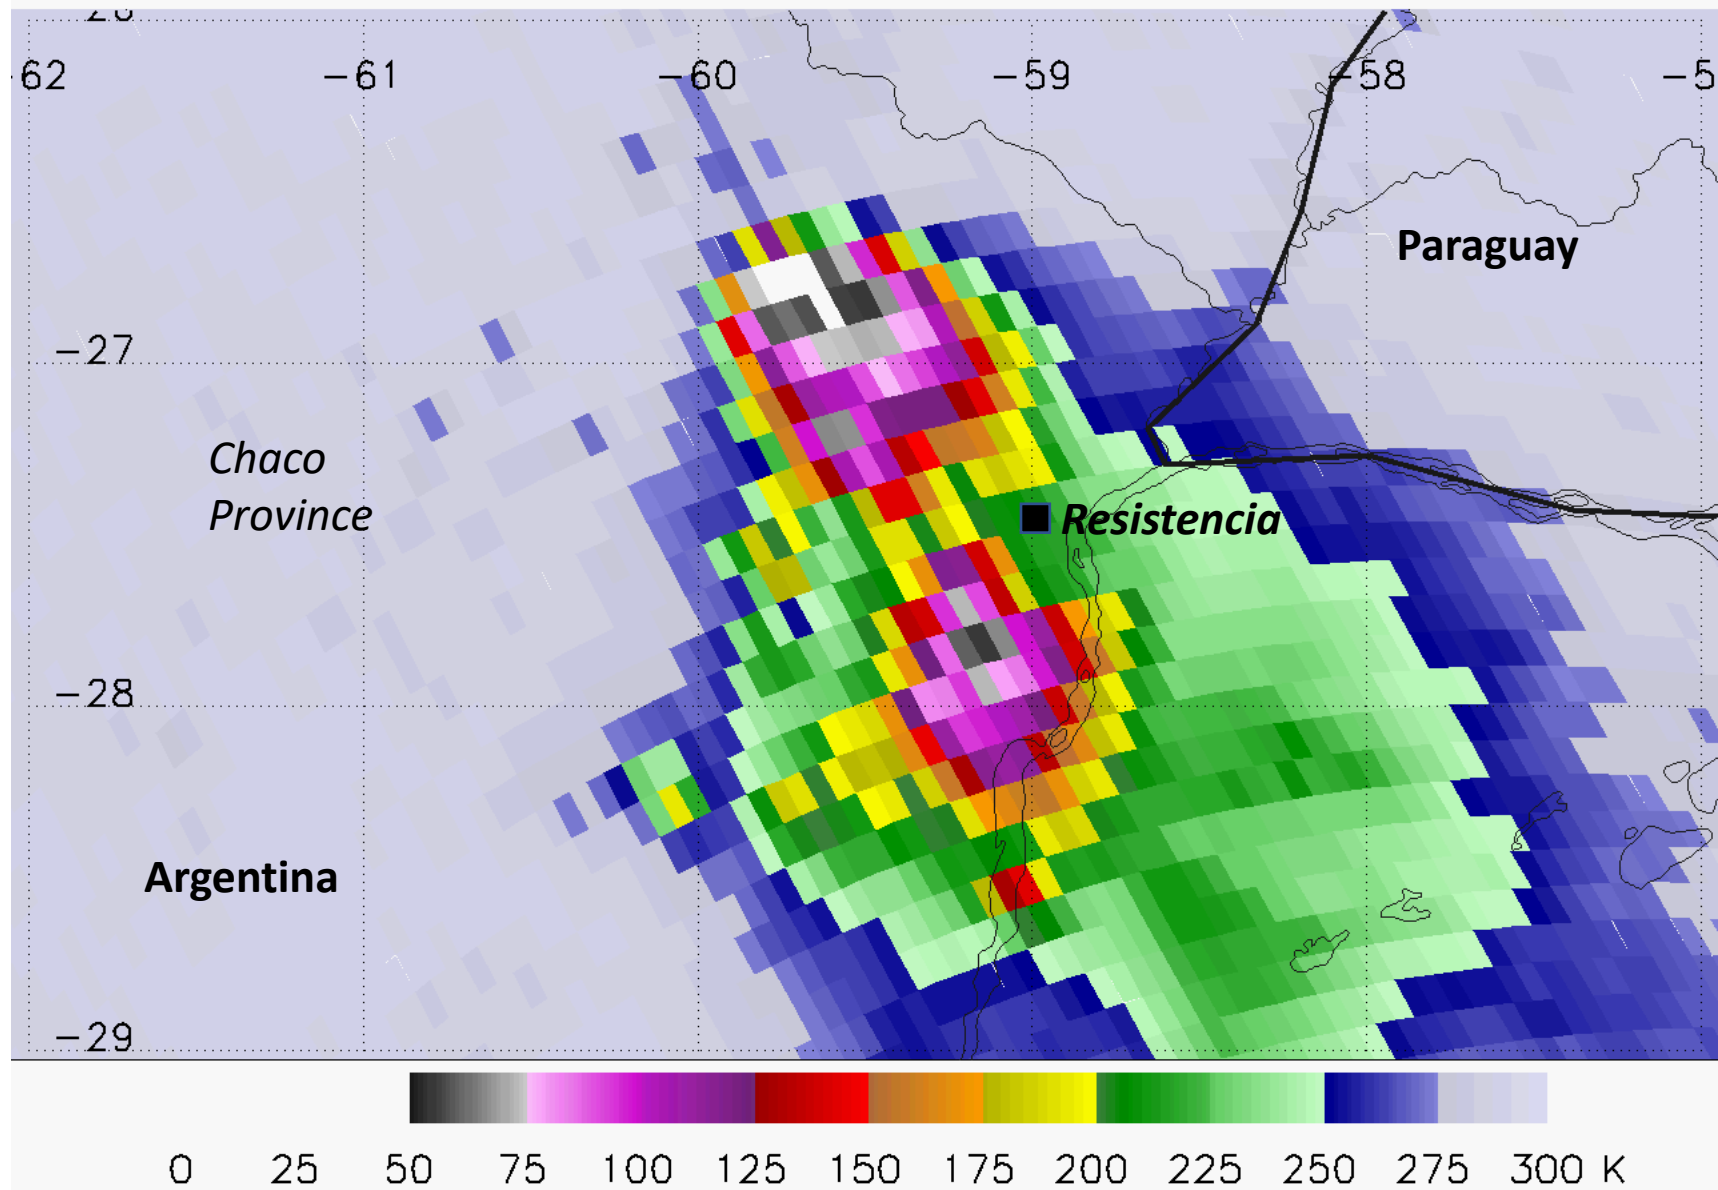 -62 -61 -60 -59 -58
Paraguay
-27
Chaco
Province
Resistencia
-28
Argentina
-29
0 25 50 75 100 125 150 175 200 225 250 275 300 K